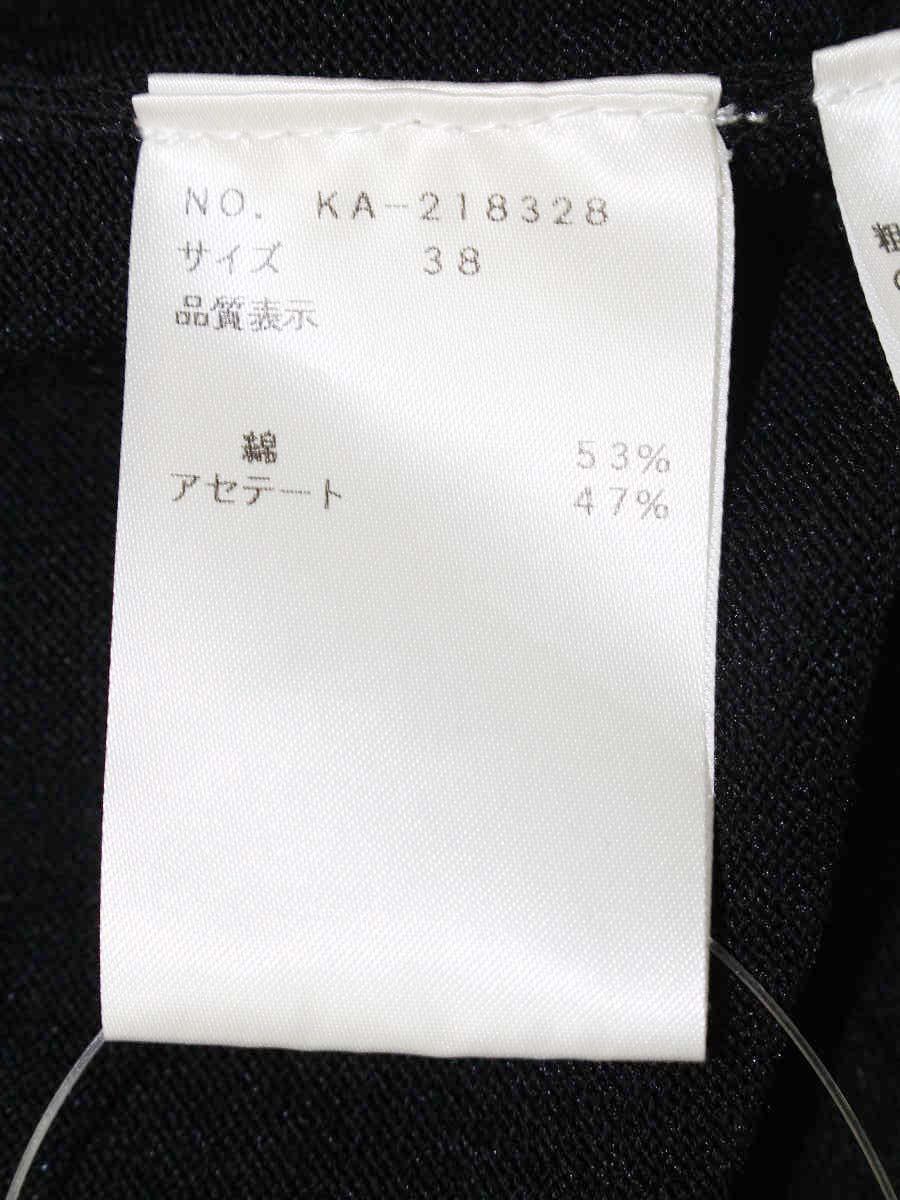 NO. KA-218328
サイズ 38
品質表示
綿 53%
アセテート 47%
粗